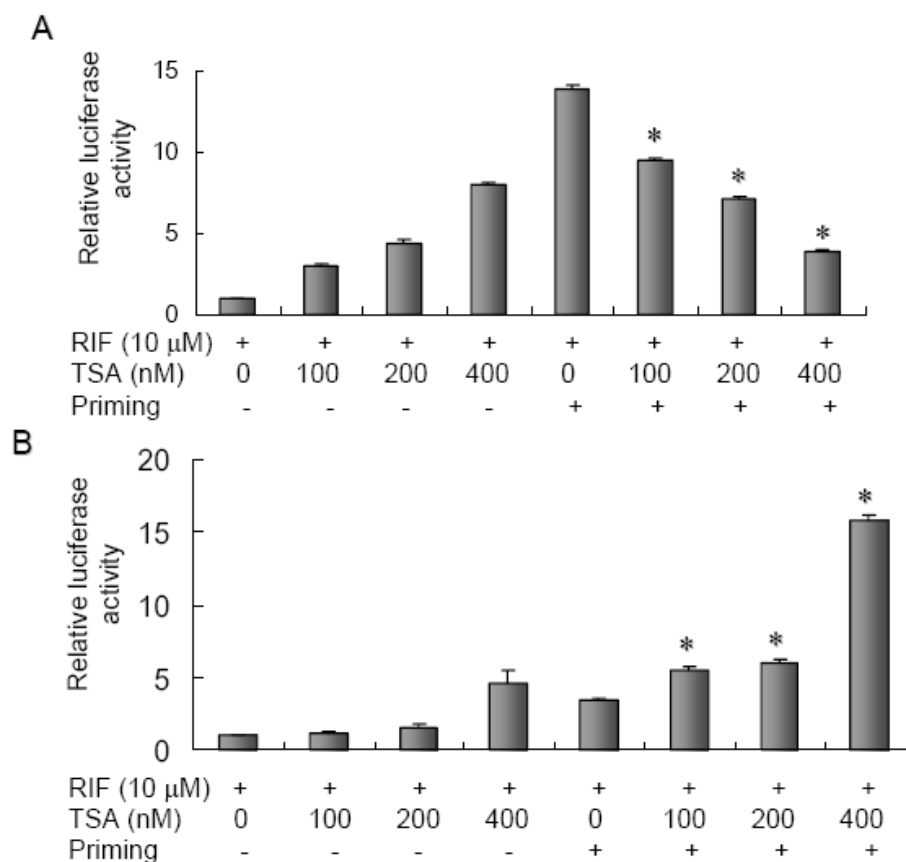 A
Relative luciferase
activity
15
10
5
0
* * *
RIF (10 μM) + + + + + + + +
TSA (nM) 0 100 200 400 0 100 200 400
Priming - - - - + + + +
B
Relative luciferase
activity
20
15
10
5
0
* * *
RIF (10 μM) + + + + + + + +
TSA (nM) 0 100 200 400 0 100 200 400
Priming - - - - + + + +